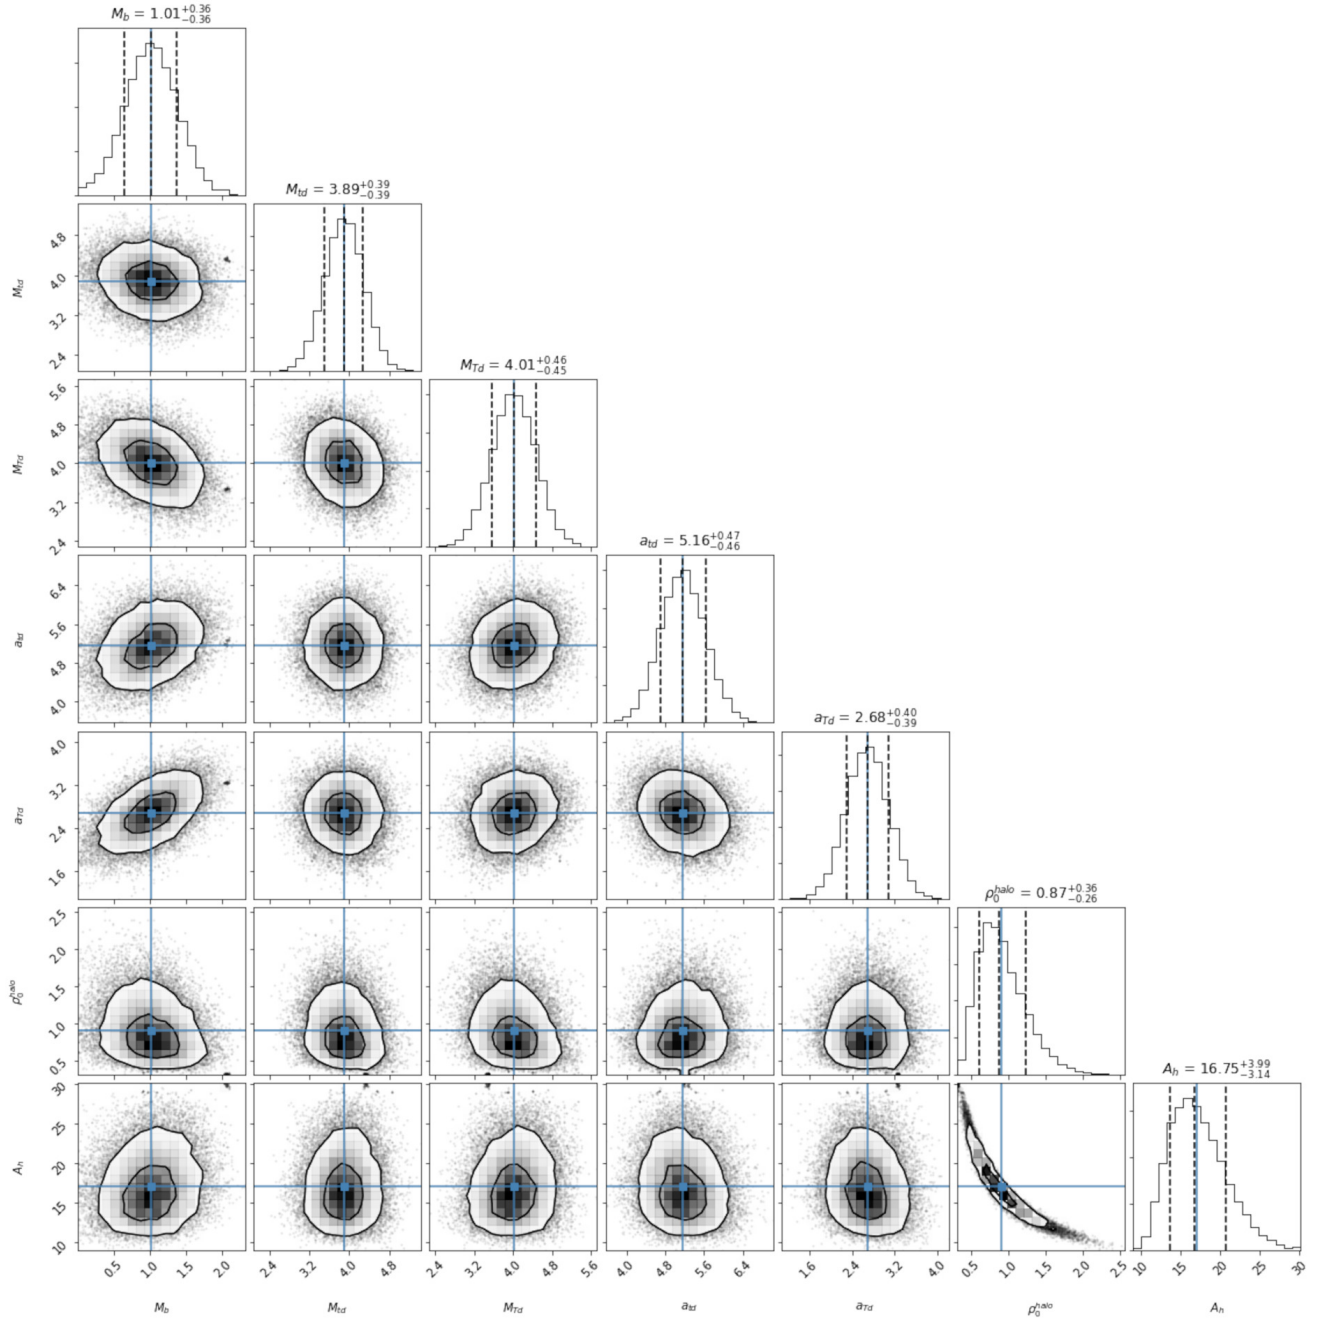 M_b = 1.01^{+0.36}_{-0.36}
M_{td} = 3.89^{+0.39}_{-0.39}
4.8
4.0
3.2
2.4
M_{td}
M_{Td} = 4.01^{+0.46}_{-0.45}
5.6
4.8
4.0
3.2
2.4
M_{Td}
a_{td} = 5.16^{+0.47}_{-0.46}
6.4
5.6
4.8
4.0
a_{td}
a_{Td} = 2.68^{+0.40}_{-0.39}
4.0
3.2
2.4
1.6
a_{Td}
ρ_0^{halo} = 0.87^{+0.36}_{-0.26}
2.5
2.0
1.5
1.0
0.5
ρ_0^{halo}
A_h = 16.75^{+3.99}_{-3.14}
30
25
20
15
10
A_h
0.5 1.0 1.5 2.0
2.4 3.2 4.0 4.8
2.4 3.2 4.0 4.8 5.6
4.0 4.8 5.6 6.4
1.6 2.4 3.2 4.0
0.5 1.0 1.5 2.0 2.5
10 15 20 25 30
M_b
M_{td}
M_{Td}
a_{td}
a_{Td}
ρ_0^{halo}
A_h